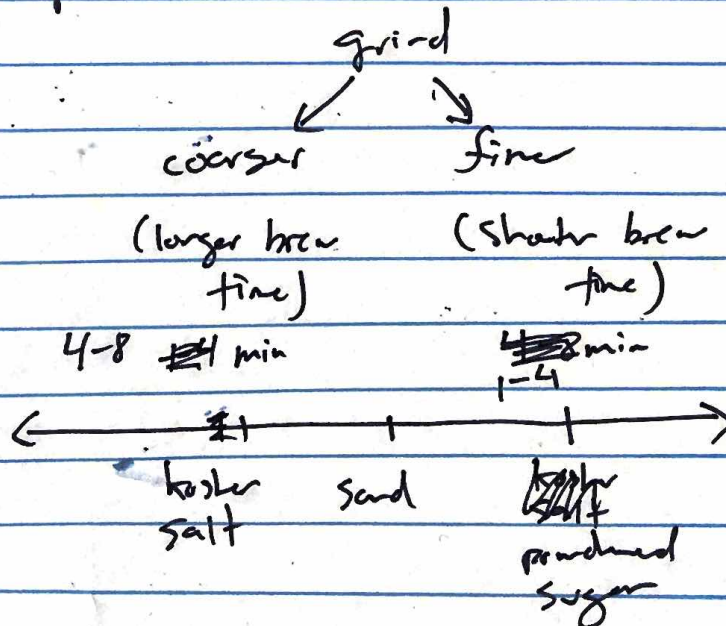 grind
coarser fine
(longer brew (shorter brew
time) time)
4-8 min min
1-4
kosher sand
salt
powdered
sugar